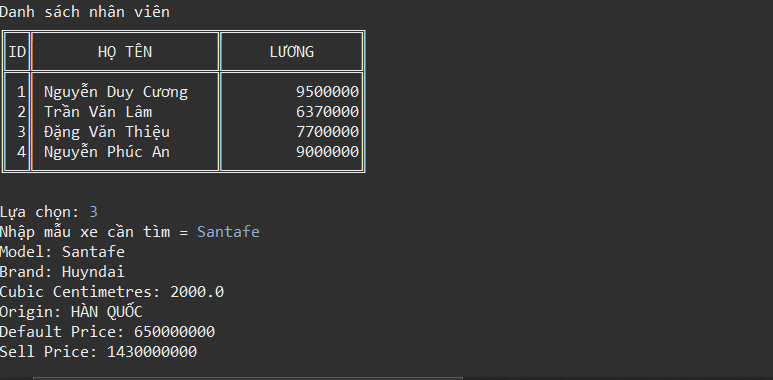 Danh sách nhân viên
ID HỌ TÊN LƯƠNG
1 Nguyễn Duy Cương 9500000
2 Trần Văn Lâm 6370000
3 Đặng Văn Thiệu 7700000
4 Nguyễn Phúc An 9000000
Lựa chọn: 3
Nhập mẫu xe cần tìm = Santafe
Model: Santafe
Brand: Huyndai
Cubic Centimetres: 2000.0
Origin: HÀN QUỐC
Default Price: 650000000
Sell Price: 1430000000